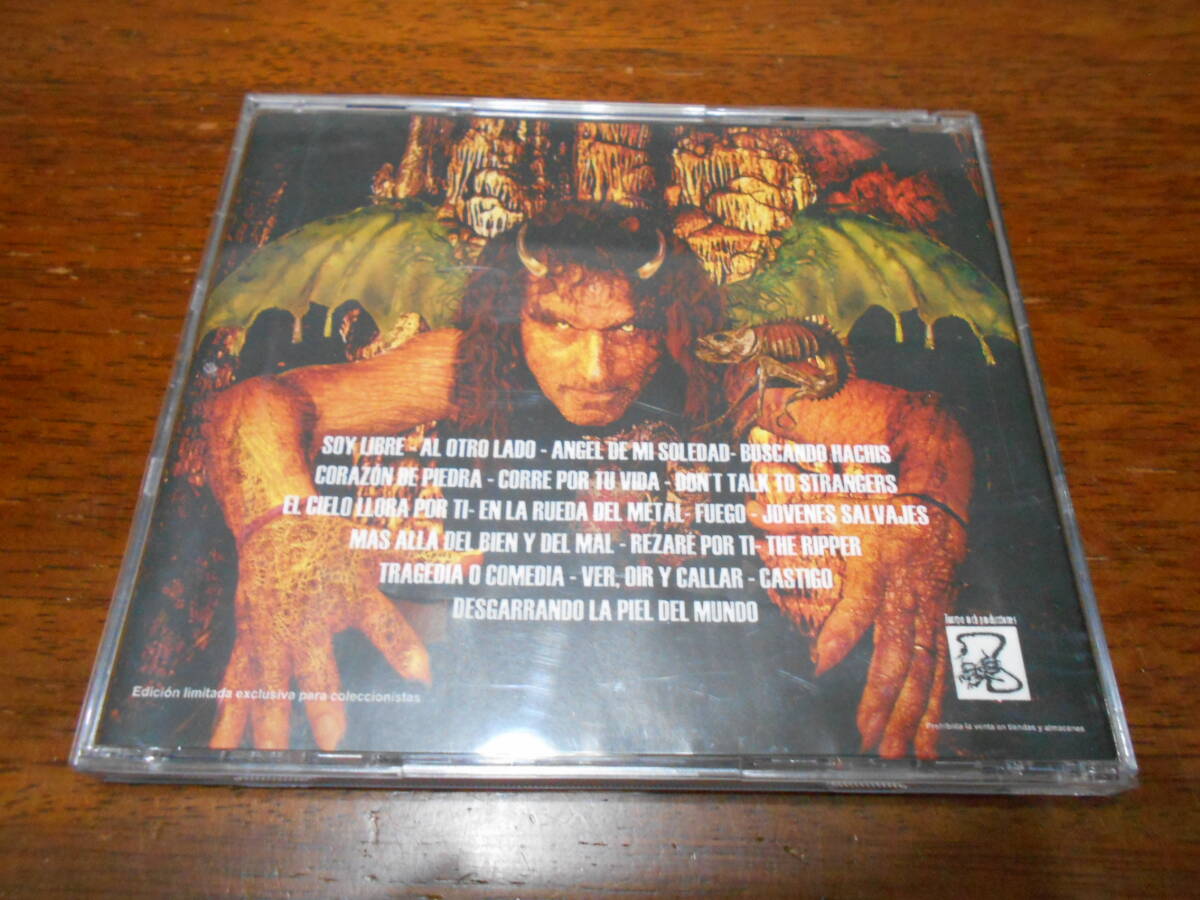 SOY LIBRE - AL OTRO LADO - ANGEL DE MI SOLEDAD- BUSCANDO HACHIS
CORAZÓN DE PIEDRA - CORRE POR TU VIDA - DON'T TALK TO STRANGERS
EL CIELO LLORA POR TI- EN LA RUEDA DEL METAL- FUEGO - JOVENES SALVAJES
MAS ALLA DEL BIEN Y DEL MAL - REZARE POR TI- THE RIPPER
TRAGEDIA O COMEDIA - VER, OIR Y CALLAR - CASTIGO
DESGARRANDO LA PIEL DEL MUNDO
producciones
Edición limitada exclusiva para coleccionistas
Prohibida la venta en tiendas y almacenes